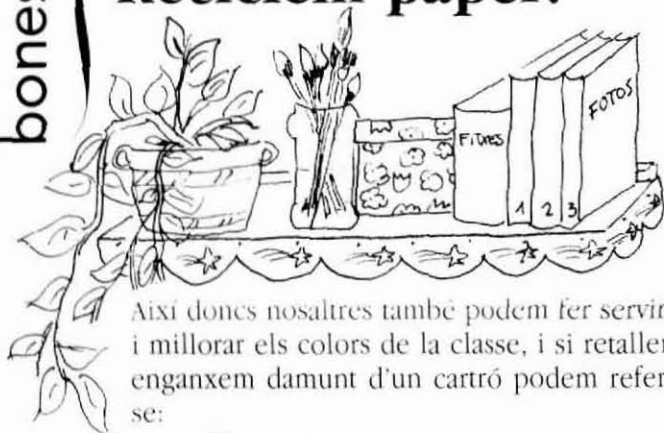 bones
Reciclem paper!
Fitxes
1 2 3
FOTOS
Així doncs nosaltres també podem fer servir
i millorar els colors de la classe, i si retallem
enganxem damunt d'un cartró podem refer
se: